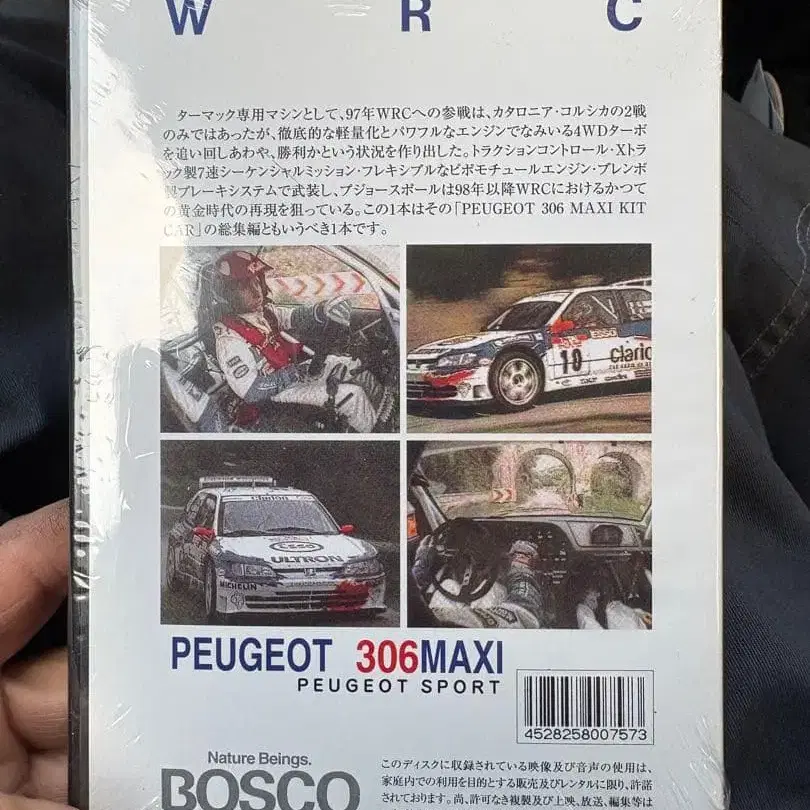 W R C
ターマック専用マシンとして、97年WRCへの参戦は、カタロニア・コルシカの2戦
のみではあったが、徹底的な軽量化とパワフルなエンジンでなみいる4WDターボ
を追い回しあわや、勝利かという状況を作り出した。トラクションコントロール・Xトラ
ック製7速シーケンシャルミッション・フレキシブルなピボモチュールエンジン・ブレンボ
製ブレーキシステムで武装し、プジョースポールは98年以降WRCにおけるかつて
の黄金時代の再現を狙っている。この1本はその「PEUGEOT 306 MAXI KIT
CAR」の総集編ともいうべき1本です。
ESSO
10
Clario
Clarion
Esso
ULTRON
MICHELIN
PEUGEOT 306MAXI
PEUGEOT SPORT
4528258007573
Nature Beings.
BOSCO
このディスクに収録されている映像及び音声の使用は、
家庭内での利用を目的とする販売及びレンタルに限り、許諾
されております。尚、許可なき複製及び上映、放送、編集等は